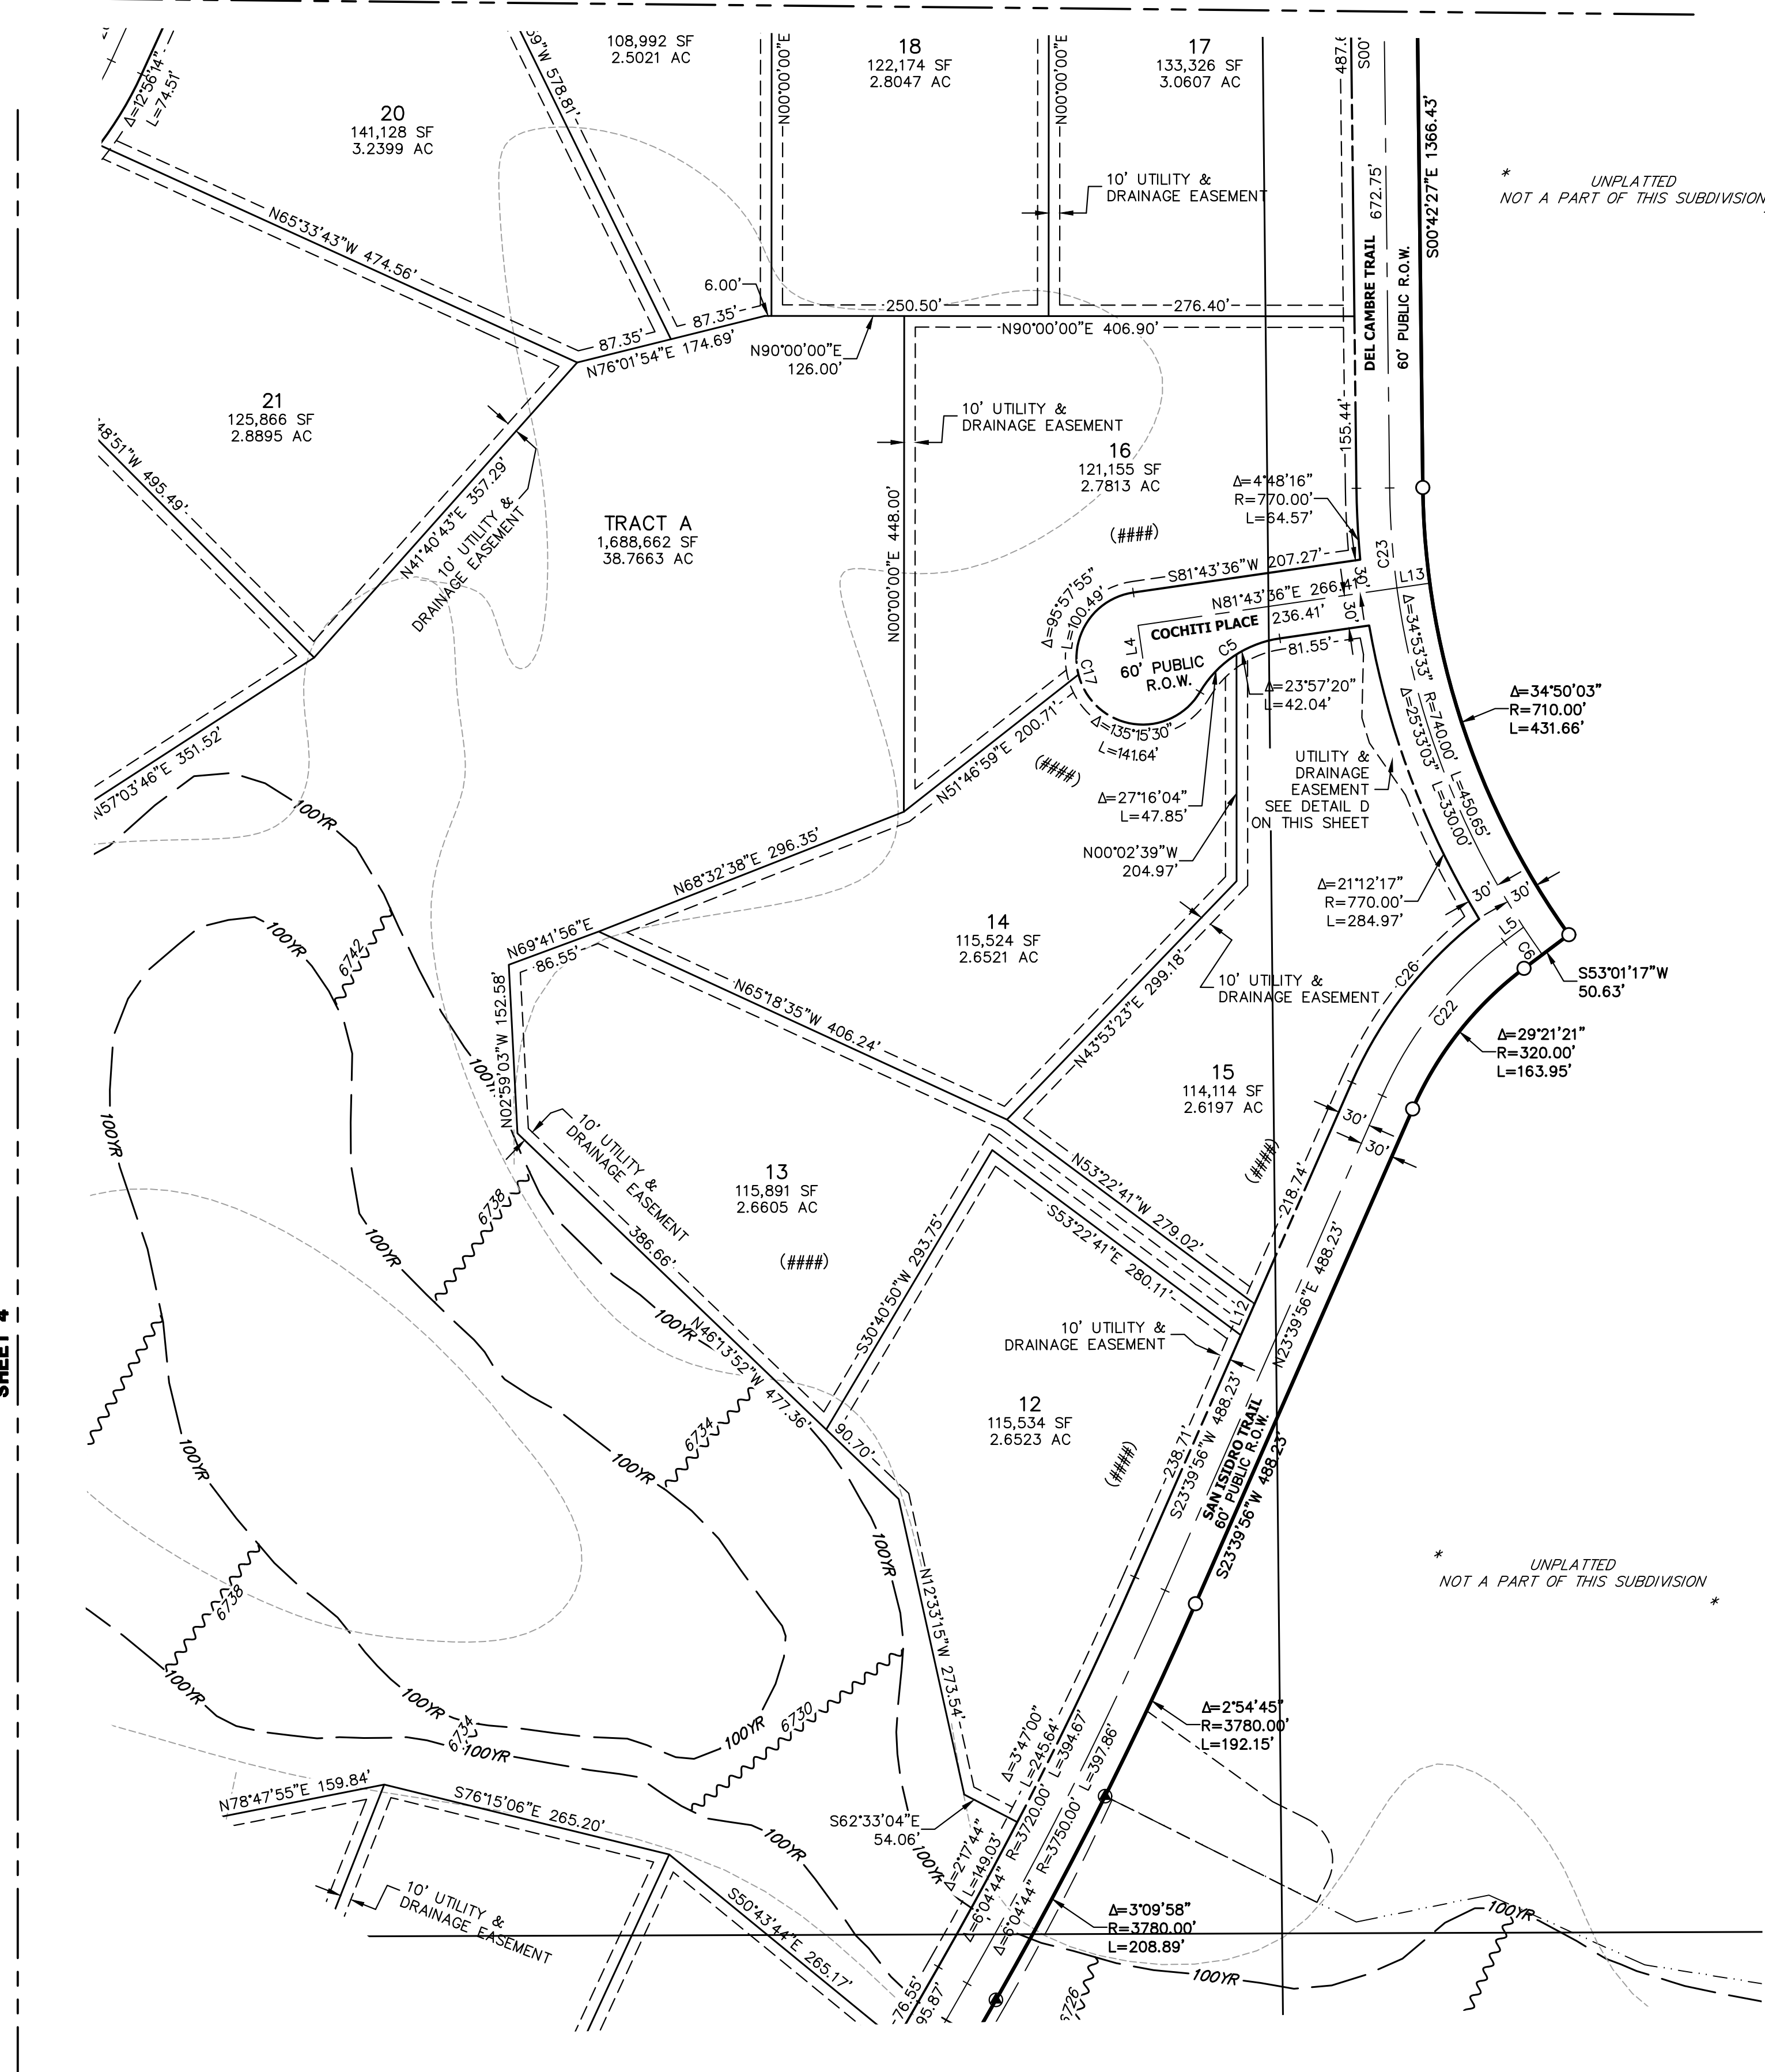 Δ=12°56'14"
L=74.51'
20
141,128 SF
3.2399 AC
578.81'
108,992 SF
2.5021 AC
N00°00'00"E
18
122,174 SF
2.8047 AC
N00°00'00"E
17
133,326 SF
3.0607 AC
S00°42'27"E 1366.43'
10' UTILITY &
DRAINAGE EASEMENT
*
UNPLATTED
NOT A PART OF THIS SUBDIVISION
DEL CAMBRE TRAIL 672.75'
60' PUBLIC R.O.W.
N65°33'43"W 474.56'
6.00'
250.50'
276.40'
87.35'
87.35'
N76°01'54"E 174.69'
N90°00'00"E
126.00'
N90°00'00"E 406.90'
21
125,866 SF
2.8895 AC
48'51"W 495.49'
N41°40'43"E 357.29'
10' UTILITY &
DRAINAGE EASEMENT
TRACT A
1,688,662 SF
38.7663 AC
10' UTILITY &
DRAINAGE EASEMENT
N00°00'00"E 448.00'
16
121,155 SF
2.7813 AC
(####)
155.44'
Δ=4°48'16"
R=770.00'
L=64.57'
C23
L13
S81°43'36"W 207.27'
N81°43'36"E 266.41'
30'
30'
COCHITI PLACE
236.41'
60' PUBLIC
R.O.W.
L4
C5
C17
81.55'
Δ=95°57'55"
L=100.49'
Δ=23°57'20"
L=42.04'
Δ=135°15'30"
L=141.64'
(####)
Δ=27°16'04"
L=47.85'
N00°02'39"W
204.97'
UTILITY &
DRAINAGE
EASEMENT
SEE DETAIL D
ON THIS SHEET
Δ=34°53'33" R=740.00' L=450.65'
Δ=25°33'03" L=330.00'
Δ=34°50'03"
R=710.00'
L=431.66'
Δ=21°12'17"
R=770.00'
L=284.97'
30'
30'
L5
C6
S53°01'17"W
50.63'
C26
C22
Δ=29°21'21"
R=320.00'
L=163.95'
N57°03'46"E 351.52'
100YR
N51°46'59"E 200.71'
N68°32'38"E 296.35'
N69°41'56"E
86.55'
14
115,524 SF
2.6521 AC
N43°53'23"E 299.18'
10' UTILITY &
DRAINAGE EASEMENT
100YR
6742
N65°18'35"W 406.24'
N02°59'03"W 152.58'
15
114,114 SF
2.6197 AC
(####)
30'
30'
100YR
10' UTILITY &
DRAINAGE EASEMENT
13
115,891 SF
2.6605 AC
(####)
N53°22'41"W 279.02'
S53°22'41"E 280.11'
218.74'
N23°39'56"E 488.23'
100YR
6738
100YR
386.66'
N46°13'52"W 477.36'
100YR
S30°40'50"W 293.75'
10' UTILITY &
DRAINAGE EASEMENT
L12
SHEET 4
12
115,534 SF
2.6523 AC
(####)
238.71'
S23°39'56"W 488.23'
SAN ISIDRO TRAIL
60' PUBLIC R.O.W.
S23°39'56"W 488.23'
90.70'
6734
100YR
100YR
100YR
N12°33'15"W 273.54'
*
UNPLATTED
NOT A PART OF THIS SUBDIVISION
*
6738
100YR
100YR
6734
100YR
100YR
6730
Δ=3°47'00"
L=245.64'
L=394.67'
L=397.86'
Δ=2°54'45"
R=3780.00'
L=192.15'
N78°47'55"E 159.84'
S76°15'06"E 265.20'
100YR
S62°33'04"E
54.06'
100YR
Δ=2°17'44"
L=149.03'
Δ=6°04'44" R=3720.00'
Δ=6°04'44" R=3750.00'
10' UTILITY &
DRAINAGE EASEMENT
S50°43'44"E 265.17'
Δ=3°09'58"
R=3780.00'
L=208.89'
100YR
100YR
6726
76.55'
95.87'